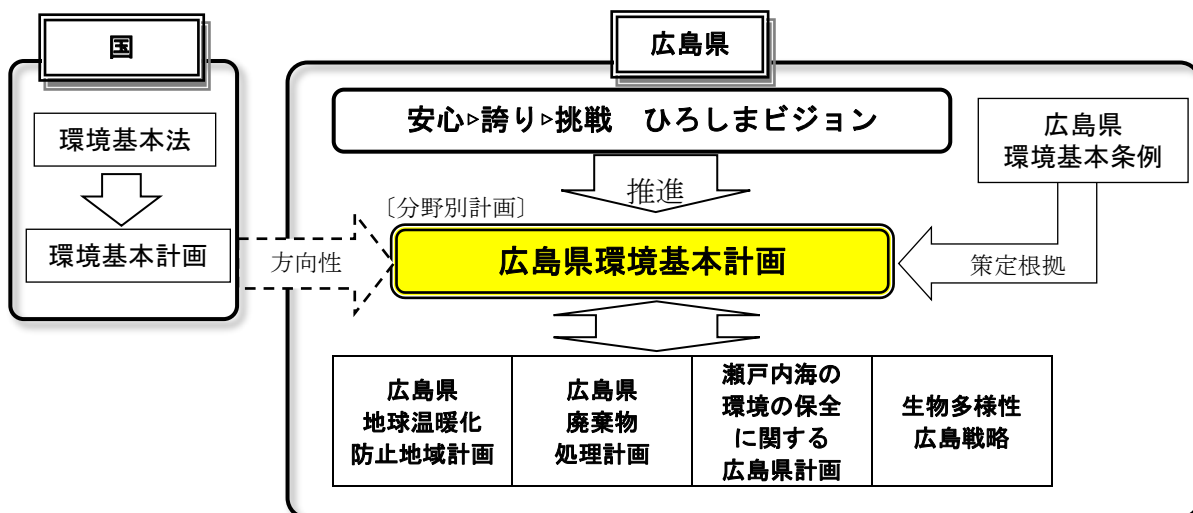 国
環境基本法
環境基本計画
方向性
広島県
安心▷誇り▷挑戦　ひろしまビジョン
推進
〔分野別計画〕
広島県環境基本計画
広島県
環境基本条例
策定根拠
広島県
地球温暖化
防止地域計画
広島県
廃棄物
処理計画
瀬戸内海の
環境の保全
に関する
広島県計画
生物多様性
広島戦略